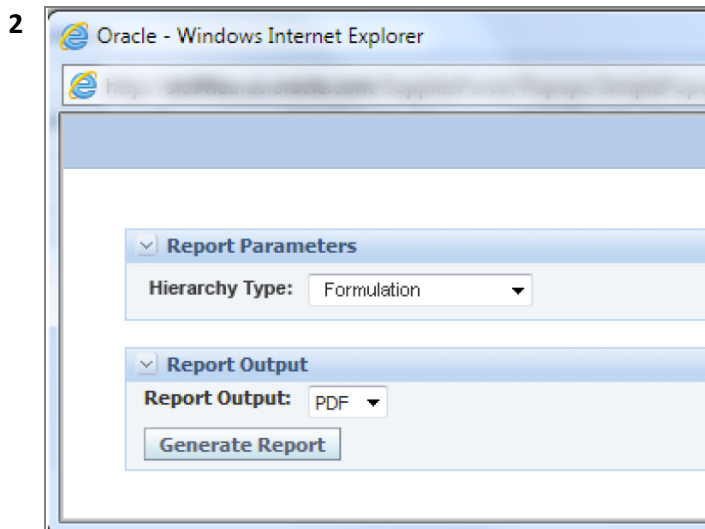 2
Oracle - Windows Internet Explorer
Report Parameters
Hierarchy Type: Formulation
Report Output
Report Output: PDF
Generate Report